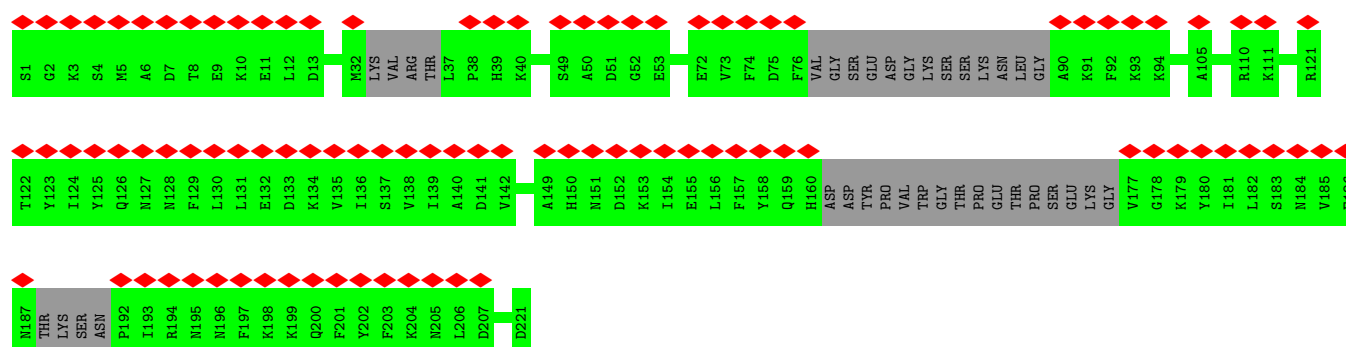 S1 G2 K3 S4 M5 A6 D7 T8 E9 K10 E11 L12 D13 M32 LYS VAL ARG THR L37 P38 H39 K40 S49 A50 D51 G52 E53 E72 V73 F74 D75 F76 VAL GLY SER GLU ASP GLY LYS SER SER LYS ASN LEU GLY A90 K91 F92 K93 K94 A105 R110 K111 R121
T122 Y123 I124 Y125 Q126 N127 N128 F129 L130 L131 E132 D133 K134 V135 I136 S137 V138 I139 A140 D141 V142 A149 H150 N151 D152 K153 I154 E155 L156 F157 Y158 Q159 H160 ASP ASP TYR PRO VAL TRP GLY THR PRO GLU THR PRO SER GLU LYS GLY V177 G178 K179 Y180 I181 L182 S183 N184 V185
N187 THR LYS SER ASN P192 I193 R194 N195 N196 F197 K198 K199 Q200 F201 Y202 F203 K204 N205 L206 D207 D221